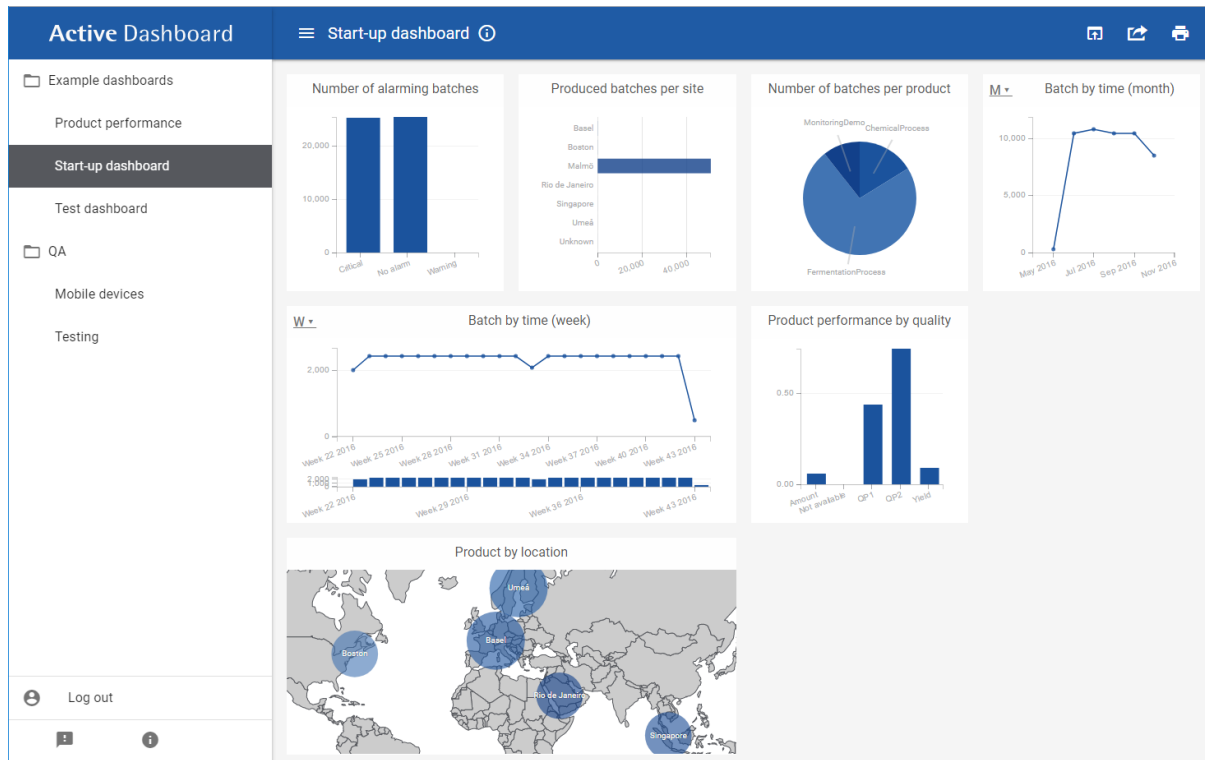 Active Dashboard
Start-up dashboard
Example dashboards
Product performance
Start-up dashboard
Test dashboard
QA
Mobile devices
Testing
Log out
Number of alarming batches
20,000
10,000
0
Critical
No alarm
Warning
Produced batches per site
Basel
Boston
Malmö
Rio de Janeiro
Singapore
Umeå
Unknown
0
20,000
40,000
Number of batches per product
MonitoringDemo
ChemicalProcess
FermentationProcess
M
Batch by time (month)
10,000
5,000
0
May 2016
Jul 2016
Sep 2016
Nov 2016
W
Batch by time (week)
2,000
0
Week 22 2016
Week 25 2016
Week 28 2016
Week 31 2016
Week 34 2016
Week 37 2016
Week 40 2016
Week 43 2016
2,000
1,000
0
Week 22 2016
Week 29 2016
Week 36 2016
Week 43 2016
Product performance by quality
0.50
0.00
Amount
Not available
QP1
QP2
Yield
Product by location
Umeå
Basel
Boston
Rio de Janeiro
Singapore